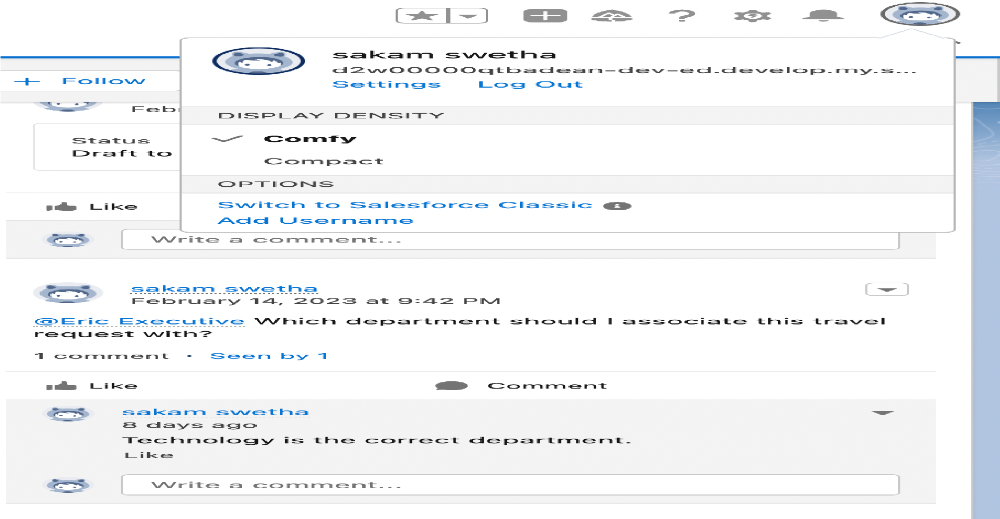 sakam swetha
d2w00000qtbadean-dev-ed.develop.my.s...
Settings Log Out
DISPLAY DENSITY
Comfy
Compact
OPTIONS
Switch to Salesforce Classic
Add Username
Follow
Febr
Status
Draft to
Like
Write a comment...
sakam swetha
February 14, 2023 at 9:42 PM
@Eric Executive Which department should I associate this travel
request with?
1 comment · Seen by 1
Like Comment
sakam swetha
8 days ago
Technology is the correct department.
Like
Write a comment...